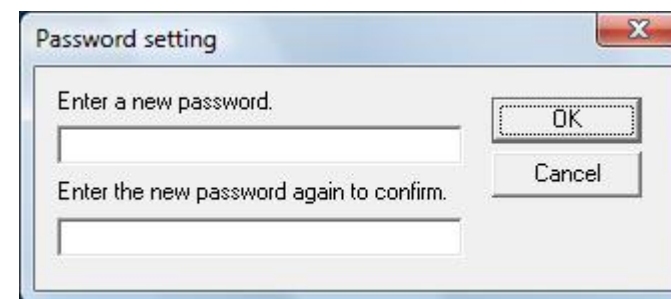 Password setting
Enter a new password.
OK
Enter the new password again to confirm.
Cancel